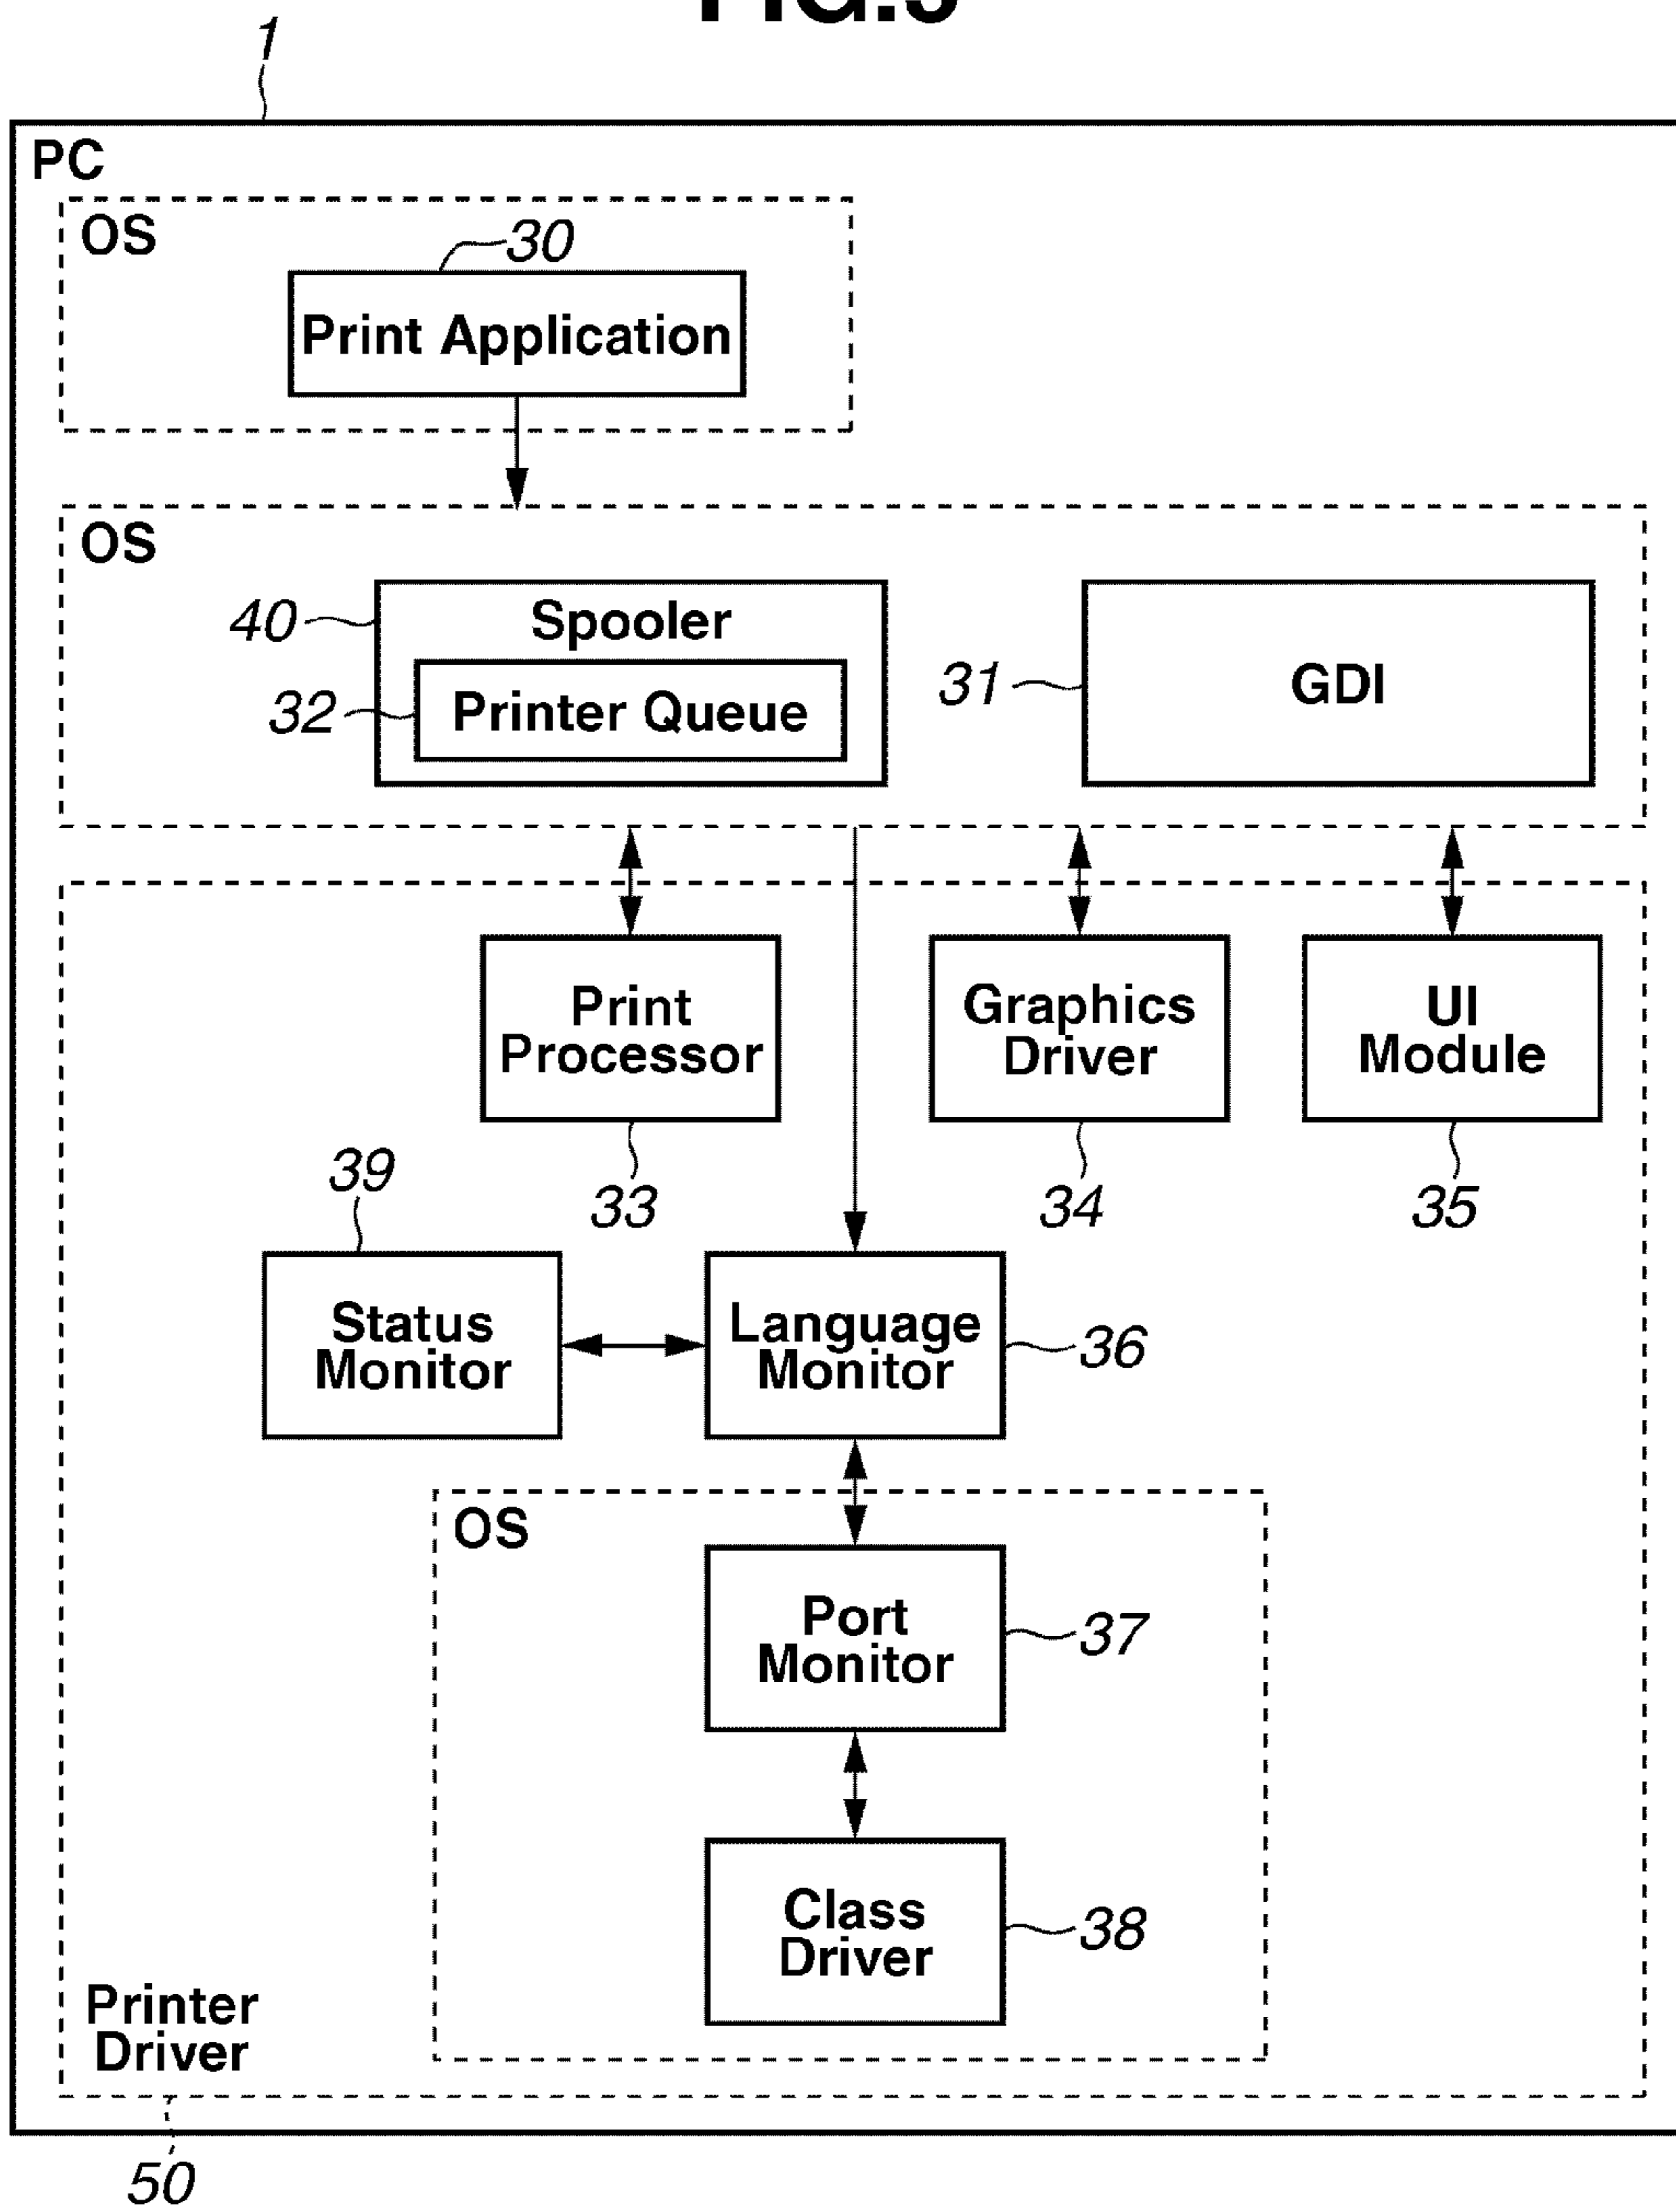 1
PC
OS
30
Print Application
OS
40
Spooler
32
Printer Queue
31
GDI
Print
Processor
Graphics
Driver
UI
Module
33
34
35
39
Status
Monitor
Language
Monitor
36
OS
Port
Monitor
37
Class
Driver
38
Printer
Driver
50